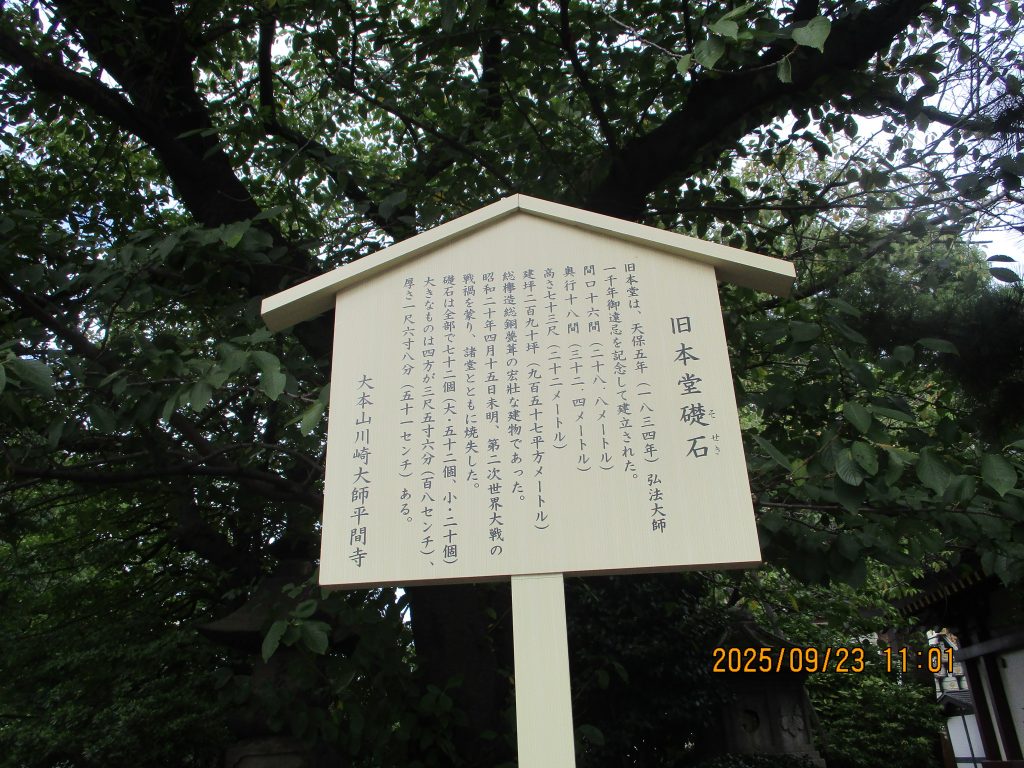 旧本堂礎石
そせき
旧本堂は、天保五年（一八三四年）弘法大師
一千年御遠忌を記念して建立された。
間口十六間（二十八．八メートル）
奥行十八間（三十二．四メートル）
高さ七十三尺（二十二メートル）
建坪二百九十坪（九百五十七平方メートル）
総欅造総銅甍葺の宏壮な建物であった。
昭和二十年四月十五日未明、第二次世界大戦の
戦禍を蒙り、諸堂とともに焼失した。
礎石は全部で七十二個（大・五十二個、小・二十個）
大きなものは四方が三尺五寸六分（百八センチ）、
厚さ一尺六寸八分（五十一センチ）ある。
大本山川崎大師平間寺
2025/09/23 11:01